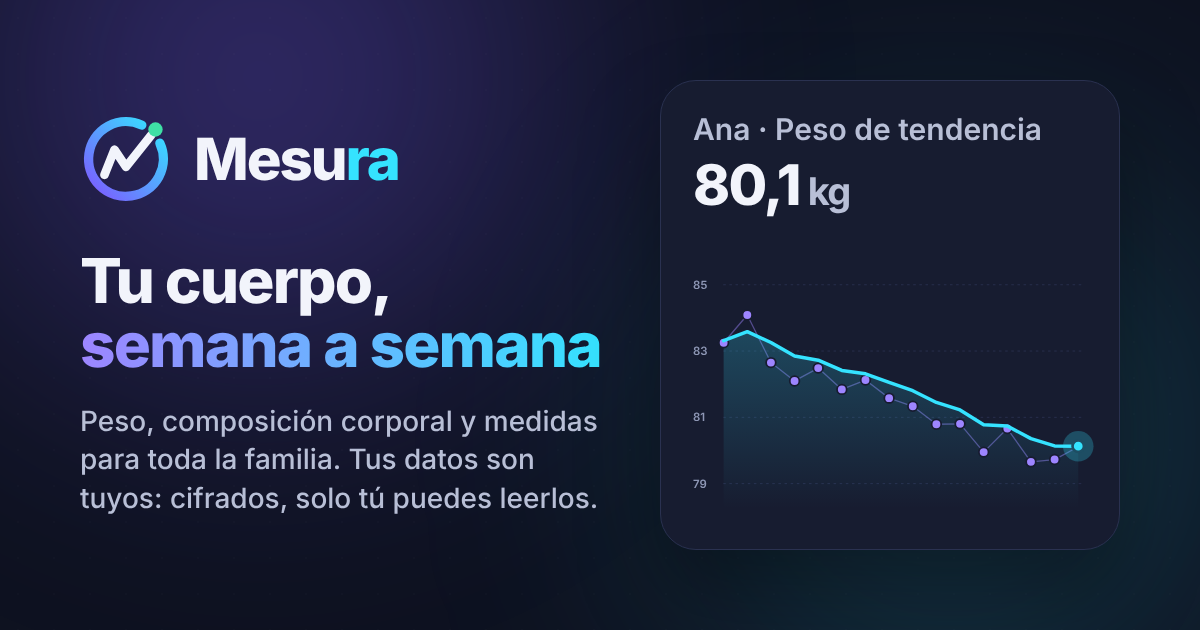 Mesura
Tu cuerpo,
semana a semana
Peso, composición corporal y medidas
para toda la familia. Tus datos son
tuyos: cifrados, solo tú puedes leerlos.
Ana · Peso de tendencia
80,1 kg
85
83
81
79